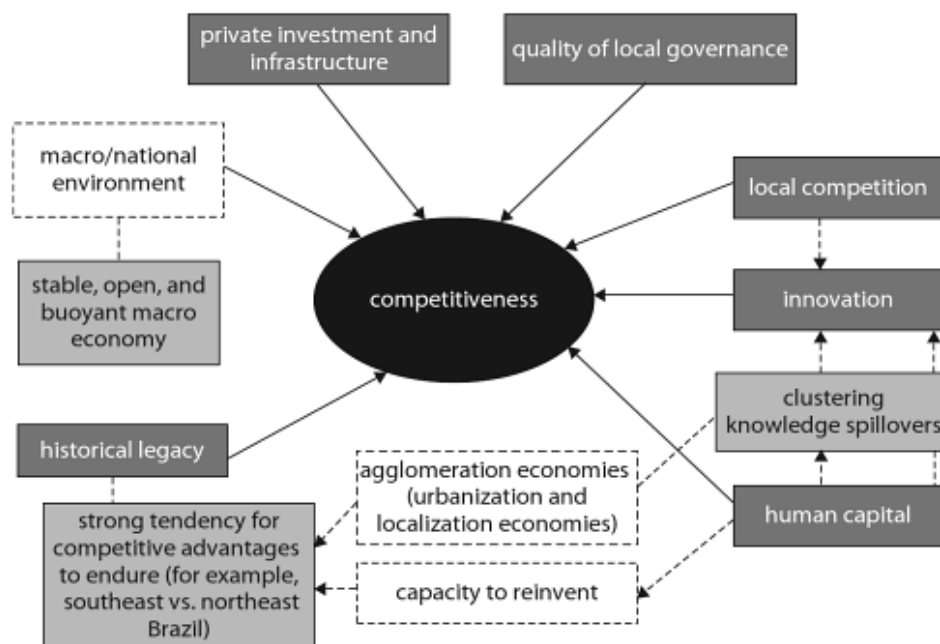 private investment and
infrastructure
quality of local governance
macro/national
environment
local competition
stable, open, and
buoyant macro
economy
competitiveness
innovation
clustering
knowledge spillovers
historical legacy
agglomeration economies
(urbanization and
localization economies)
human capital
strong tendency for
competitive advantages
to endure (for example,
southeast vs. northeast
Brazil)
capacity to reinvent